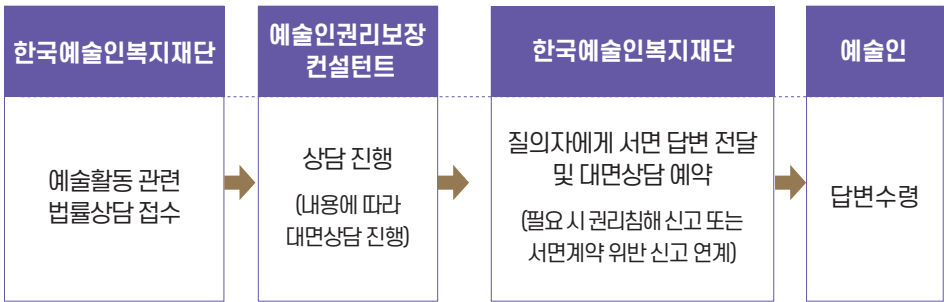 한국예술인복지재단
예술활동 관련
법률상담 접수
예술인권리보장
컨설턴트
상담 진행
(내용에 따라
대면상담 진행)
한국예술인복지재단
질의자에게 서면 답변 전달
및 대면상담 예약
(필요 시 권리침해 신고 또는
서면계약 위반 신고 연계)
예술인
답변수령